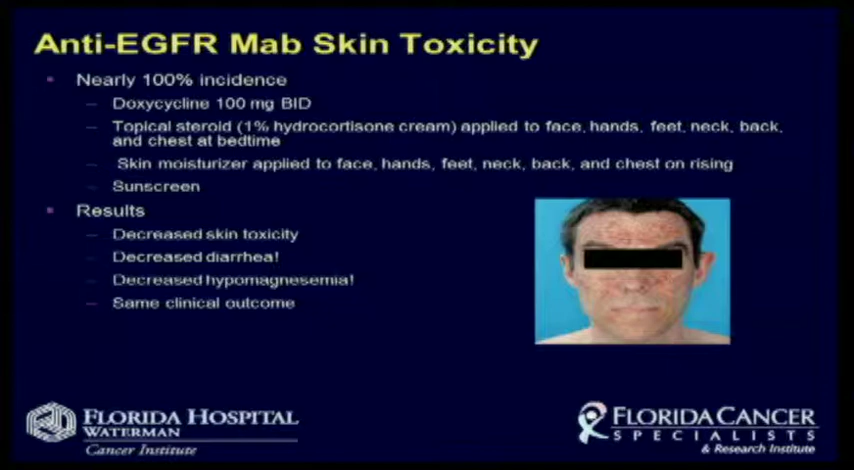 Anti-EGFR Mab Skin Toxicity
Nearly 100% incidence
Doxycycline 100 mg BID
Topical steroid (1% hydrocortisone cream) applied to face, hands, feet, neck, back,
and chest at bedtime
Skin moisturizer applied to face, hands, feet, neck, back, and chest on rising
Sunscreen
Results
Decreased skin toxicity
Decreased diarrhea!
Decreased hypomagnesemia!
Same clinical outcome
FLORIDA HOSPITAL
WATERMAN
Cancer Institute
FLORIDA CANCER
SPECIALISTS
& Research Institute